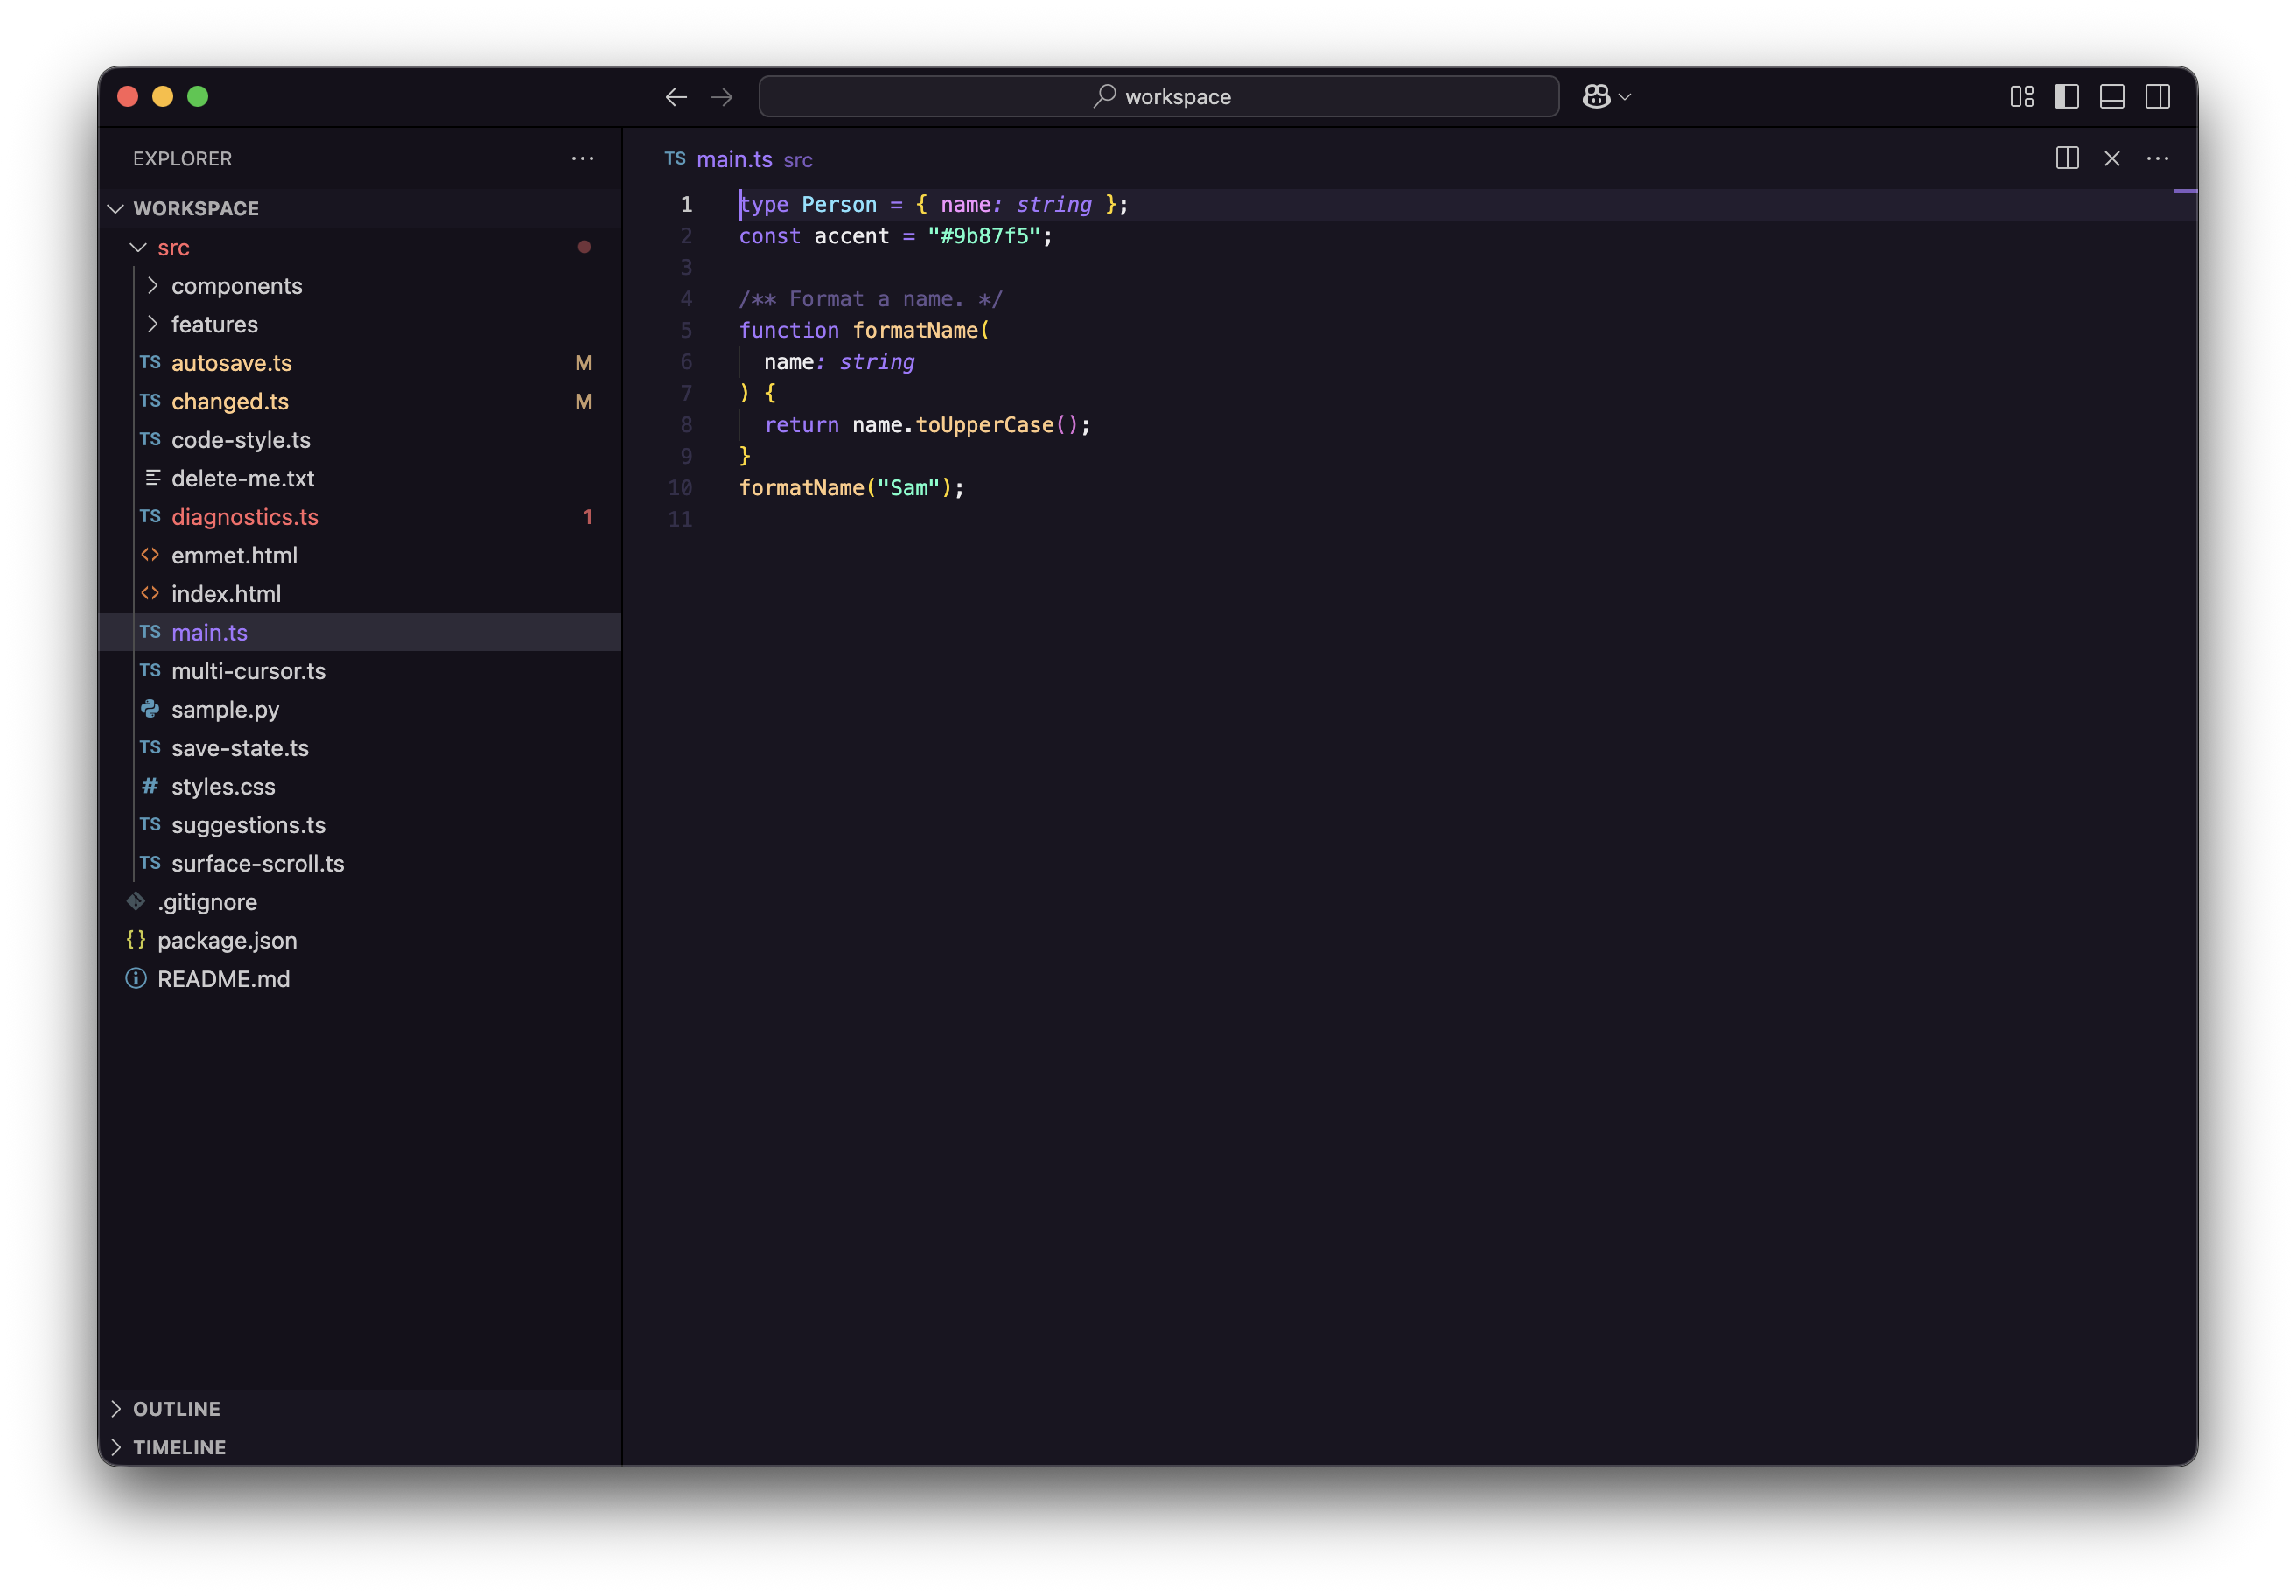 workspace
EXPLORER
WORKSPACE
src
components
features
TS autosave.ts M
TS changed.ts M
TS code-style.ts
delete-me.txt
TS diagnostics.ts 1
<> emmet.html
<> index.html
TS main.ts
TS multi-cursor.ts
sample.py
TS save-state.ts
# styles.css
TS suggestions.ts
TS surface-scroll.ts
.gitignore
{} package.json
README.md
OUTLINE
TIMELINE
TS main.ts src
1 type Person = { name: string };
2 const accent = "#9b87f5";
3
4 /** Format a name. */
5 function formatName(
6   name: string
7 ) {
8   return name.toUpperCase();
9 }
10 formatName("Sam");
11